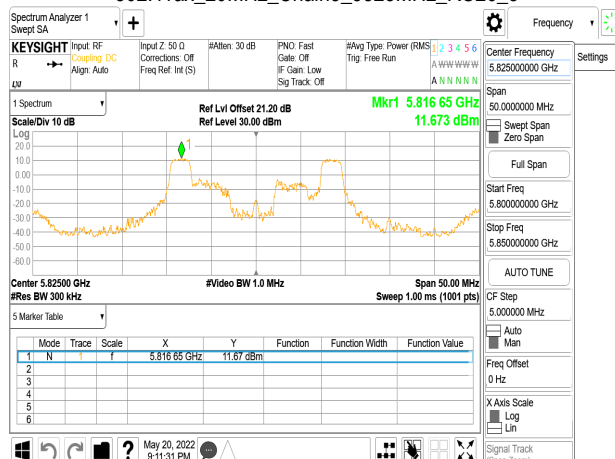 Spectrum Analyzer 1
Swept SA
Frequency
Settings
KEYSIGHT
R
LXI
Input: RF
Coupling: DC
Align: Auto
Input Z: 50 Ω
Corrections: Off
Freq Ref: Int (S)
#Atten: 30 dB
PNO: Fast
Gate: Off
IF Gain: Low
Sig Track: Off
#Avg Type: Power (RMS
Trig: Free Run
1 2 3 4 5 6
A W W W W W
A N N N N N
1 Spectrum
Scale/Div 10 dB
Ref Lvl Offset 21.20 dB
Ref Level 30.00 dBm
Mkr1 5.816 65 GHz
11.673 dBm
Log
20.0
10.0
0.00
-10.0
-20.0
-30.0
-40.0
-50.0
-60.0
1
Center 5.82500 GHz
#Video BW 1.0 MHz
Span 50.00 MHz
#Res BW 300 kHz
Sweep 1.00 ms (1001 pts)
5 Marker Table
Mode Trace Scale X Y Function Function Width Function Value
1 N 1 f 5.816 65 GHz 11.67 dBm
2
3
4
5
6
Center Frequency
5.825000000 GHz
Span
50.0000000 MHz
Swept Span
Zero Span
Full Span
Start Freq
5.800000000 GHz
Stop Freq
5.850000000 GHz
AUTO TUNE
CF Step
5.000000 MHz
Auto
Man
Freq Offset
0 Hz
X Axis Scale
Log
Lin
Signal Track
May 20, 2022
9:11:31 PM